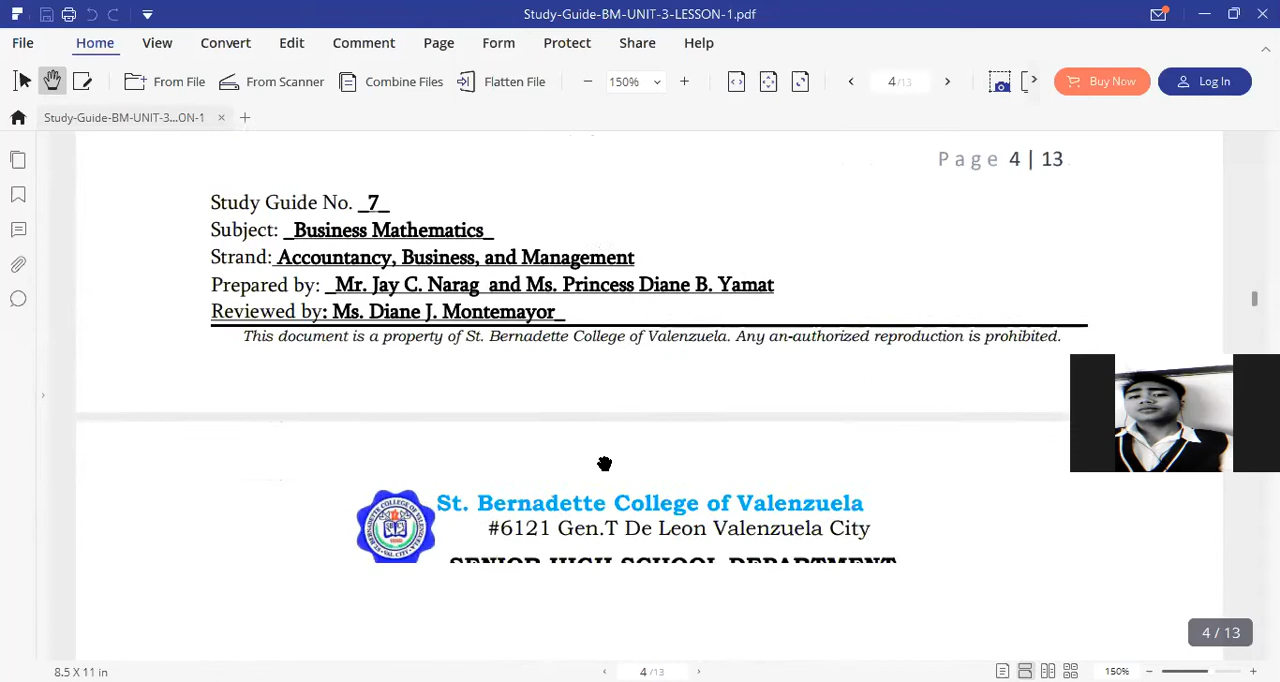 Study-Guide-BM-UNIT-3-LESSON-1.pdf
File Home View Convert Edit Comment Page Form Protect Share Help
From File From Scanner Combine Files Flatten File 150% 4/13 Buy Now Log In
Study-Guide-BM-UNIT-3...ON-1
Page 4 | 13
Study Guide No. _7_
Subject: _Business Mathematics_
Strand: Accountancy, Business, and Management
Prepared by: _Mr. Jay C. Narag and Ms. Princess Diane B. Yamat
Reviewed by: Ms. Diane J. Montemayor_
This document is a property of St. Bernadette College of Valenzuela. Any an-authorized reproduction is prohibited.
St. Bernadette College of Valenzuela
#6121 Gen.T De Leon Valenzuela City
SENIOR HIGH SCHOOL DEPARTMENT
4 / 13
8.5 X 11 in 4 /13 150%